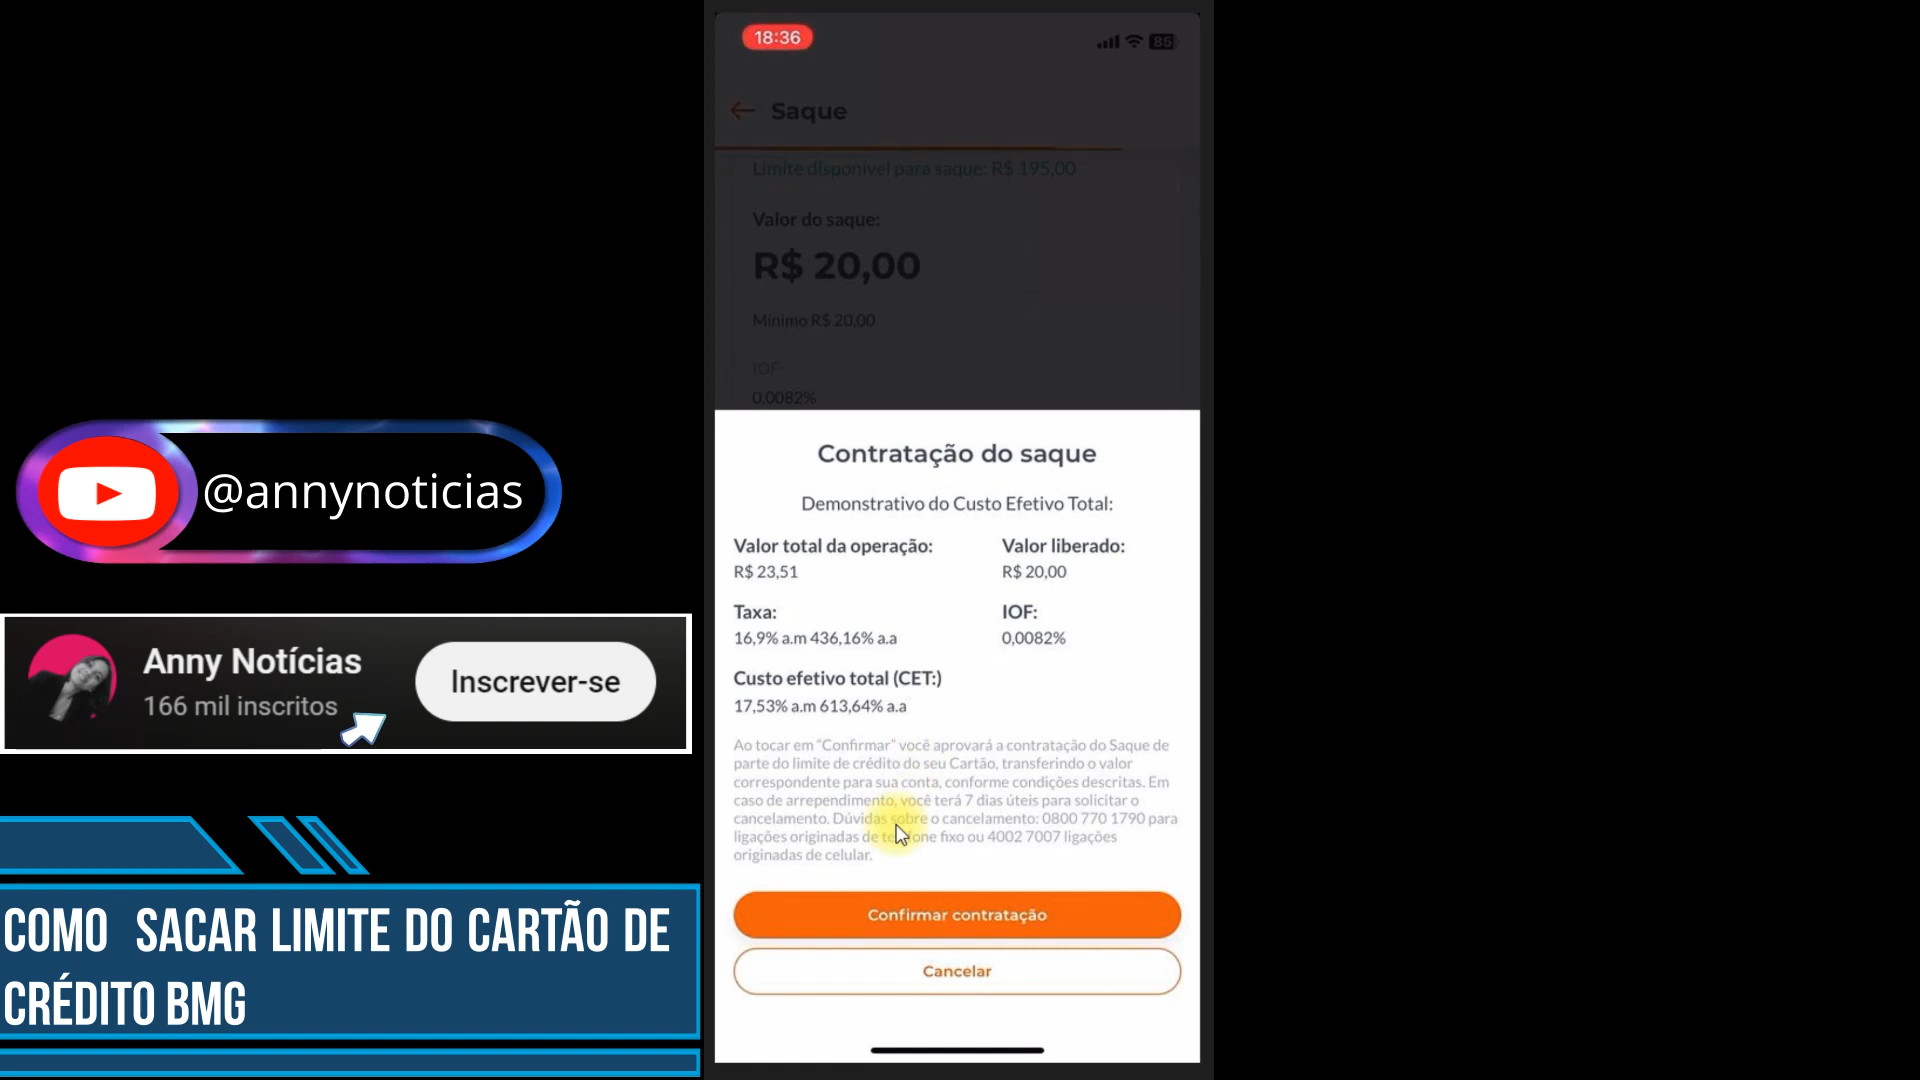 18:36
85
Saque
Limite disponível para saque: R$ 195,00
Valor do saque:
R$ 20,00
Mínimo R$ 20,00
IOF:
0,0082%
@annynoticias
Anny Notícias
166 mil inscritos
Inscrever-se
COMO SACAR LIMITE DO CARTÃO DE
CRÉDITO BMG
Contratação do saque
Demonstrativo do Custo Efetivo Total:
Valor total da operação: Valor liberado:
R$ 23,51 R$ 20,00
Taxa: IOF:
16,9% a.m 436,16% a.a 0,0082%
Custo efetivo total (CET:)
17,53% a.m 613,64% a.a
Ao tocar em “Confirmar” você aprovará a contratação do Saque de
parte do limite de crédito do seu Cartão, transferindo o valor
correspondente para sua conta, conforme condições descritas. Em
caso de arrependimento, você terá 7 dias úteis para solicitar o
cancelamento. Dúvidas sobre o cancelamento: 0800 770 1790 para
ligações originadas de telefone fixo ou 4002 7007 ligações
originadas de celular.
Confirmar contratação
Cancelar